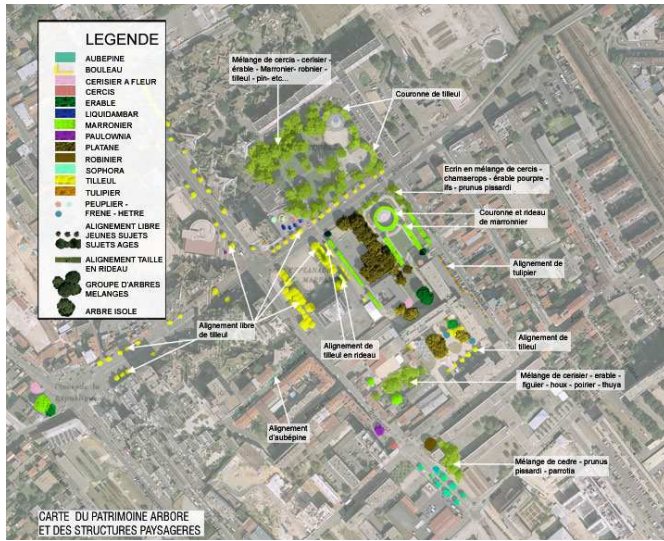 LEGENDE
AUBEPINE
BOULEAU
CERISIER A FLEUR
CERCIS
ERABLE
LIQUIDAMBAR
MARRONIER
PAULOWNIA
PLATANE
ROBINIER
SOPHORA
TILLEUL
TULIPIER
PEUPLIER -
FRENE - HETRE
ALIGNEMENT LIBRE
JEUNES SUJETS
SUJETS AGES
ALIGNEMENT TAILLE
EN RIDEAU
GROUPE D'ARBRES
MELANGES
ARBRE ISOLE
Mélange de cercis - cerisier -
érable - Marronier- robnier -
tilleul - pin- etc...
Couronne de tilleul
Ecrin en mélange de cercis -
chamaerops - érable pourpre -
ifs - prunus pissardi
Couronne et rideau
de marronnier
Alignement de
tulipier
Alignement libre
de tilleul
Alignement de
tilleul en rideau
Alignement de
tilleul
Mélange de cerisier - erable -
figuier - houx - poirier - thuya
Alignement
d'aubépine
Mélange de cedre - prunus
pissardi - parrotia
CARTE DU PATRIMOINE ARBORE
ET DES STRUCTURES PAYSAGERES